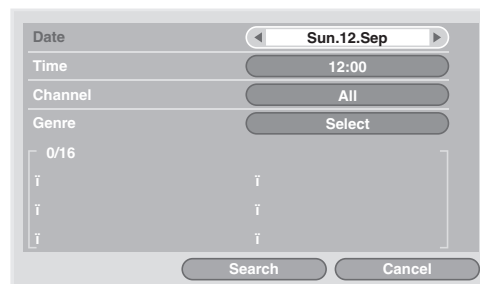 Date Sun.12.Sep
Time 12:00
Channel All
Genre Select
0/16
ï ï
ï ï
ï ï
Search Cancel